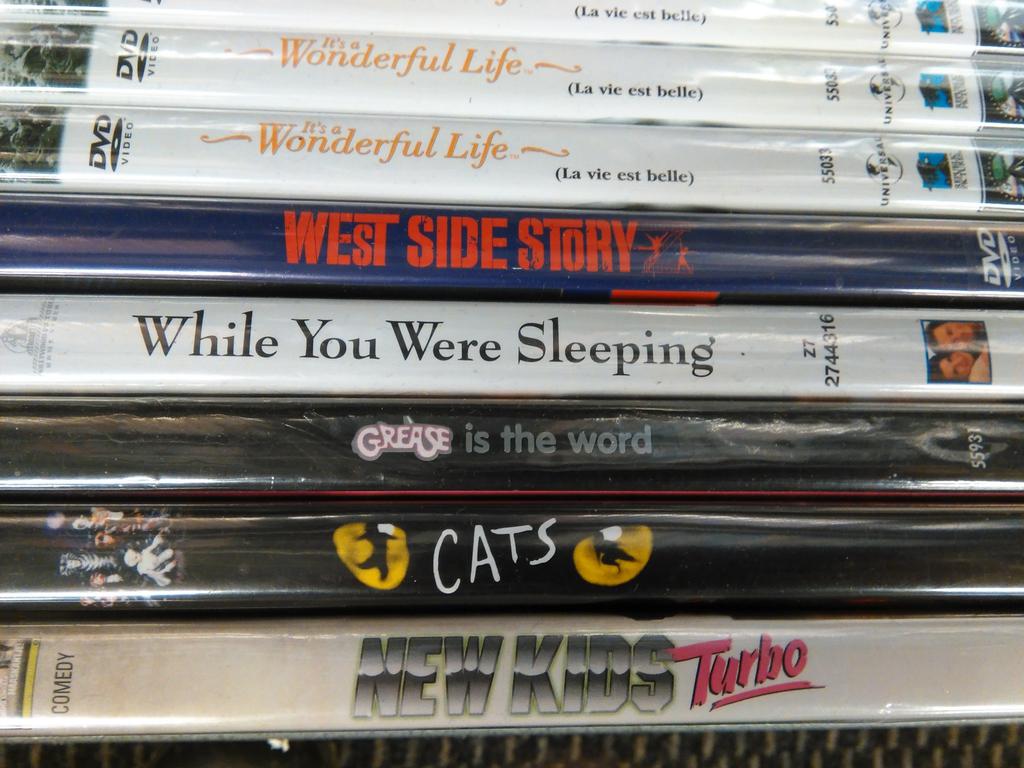 (La vie est belle)
DVD VIDEO It's a Wonderful Life™ (La vie est belle) 55033 UNIVERSAL
DVD VIDEO It's a Wonderful Life™ (La vie est belle) 55033 UNIVERSAL
WEST SIDE STORY DVD VIDEO
While You Were Sleeping Z7 2744316
GREASE is the word 55931
CATS
COMEDY NEW KIDS Turbo